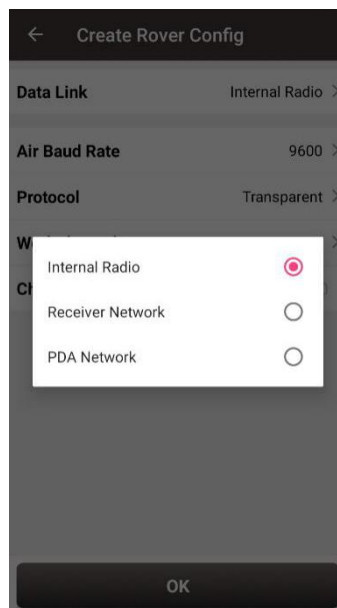 Create Rover Config
Data Link Internal Radio
Air Baud Rate 9600
Protocol Transparent
Internal Radio
Receiver Network
PDA Network
OK